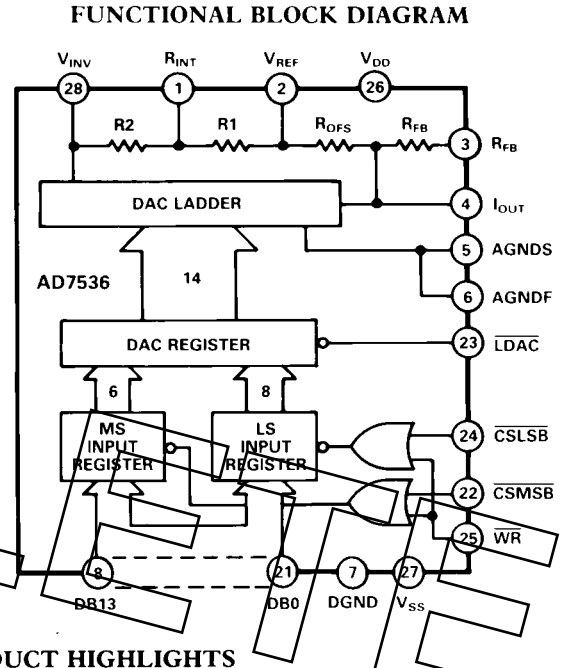 FUNCTIONAL BLOCK DIAGRAM
VINV RINT VREF VDD
28 1 2 26
R2 R1 ROFS RFB
3 RFB
DAC LADDER
4 IOUT
5 AGNDS
AD7536 14
6 AGNDF
DAC REGISTER
23 LDAC
6 8
MS INPUT REGISTER
LS INPUT REGISTER
24 CSLSB
22 CSMSB
25 WR
8 21 7 27
DB13 DB0 DGND VSS
DUCT HIGHLIGHTS